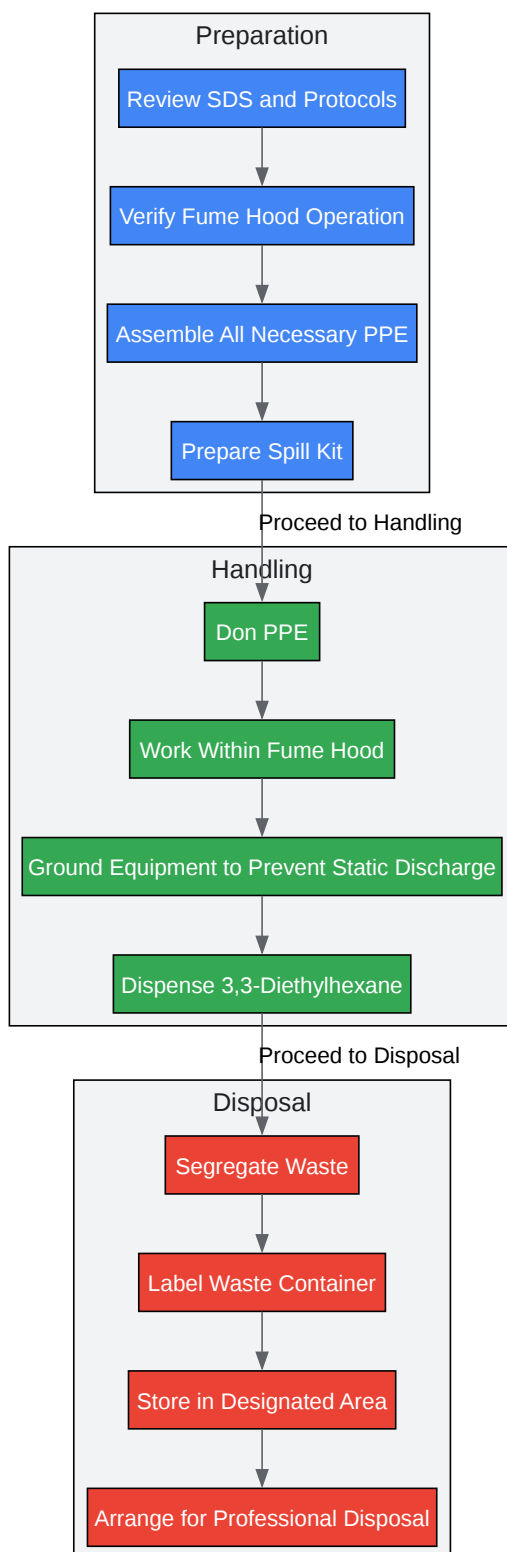 Preparation
Review SDS and Protocols
Verify Fume Hood Operation
Assemble All Necessary PPE
Prepare Spill Kit
Proceed to Handling
Handling
Don PPE
Work Within Fume Hood
Ground Equipment to Prevent Static Discharge
Dispense 3,3-Diethylhexane
Proceed to Disposal
Disposal
Segregate Waste
Label Waste Container
Store in Designated Area
Arrange for Professional Disposal